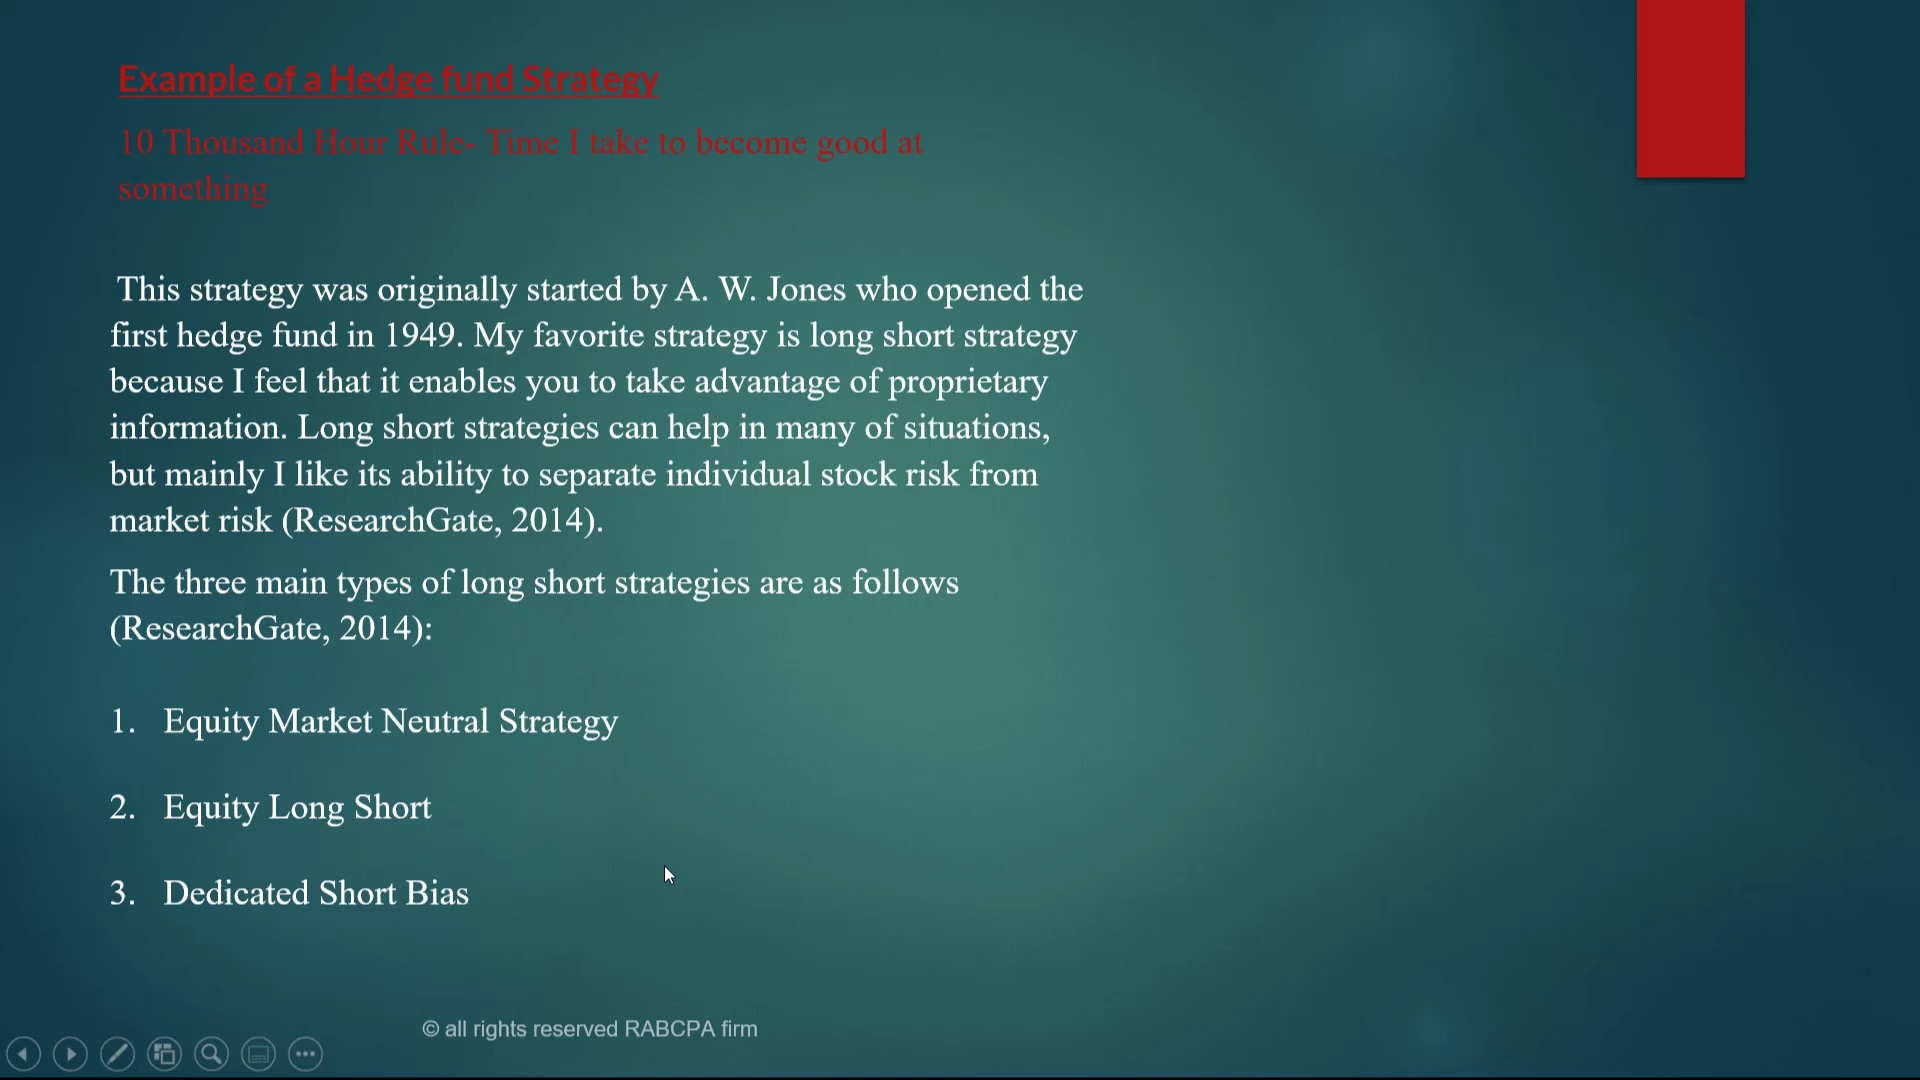 Example of a Hedge fund Strategy
10 Thousand Hour Rule- Time I take to become good at
something
This strategy was originally started by A. W. Jones who opened the
first hedge fund in 1949. My favorite strategy is long short strategy
because I feel that it enables you to take advantage of proprietary
information. Long short strategies can help in many of situations,
but mainly I like its ability to separate individual stock risk from
market risk (ResearchGate, 2014).
The three main types of long short strategies are as follows
(ResearchGate, 2014):
1. Equity Market Neutral Strategy
2. Equity Long Short
3. Dedicated Short Bias
© all rights reserved RABCPA firm